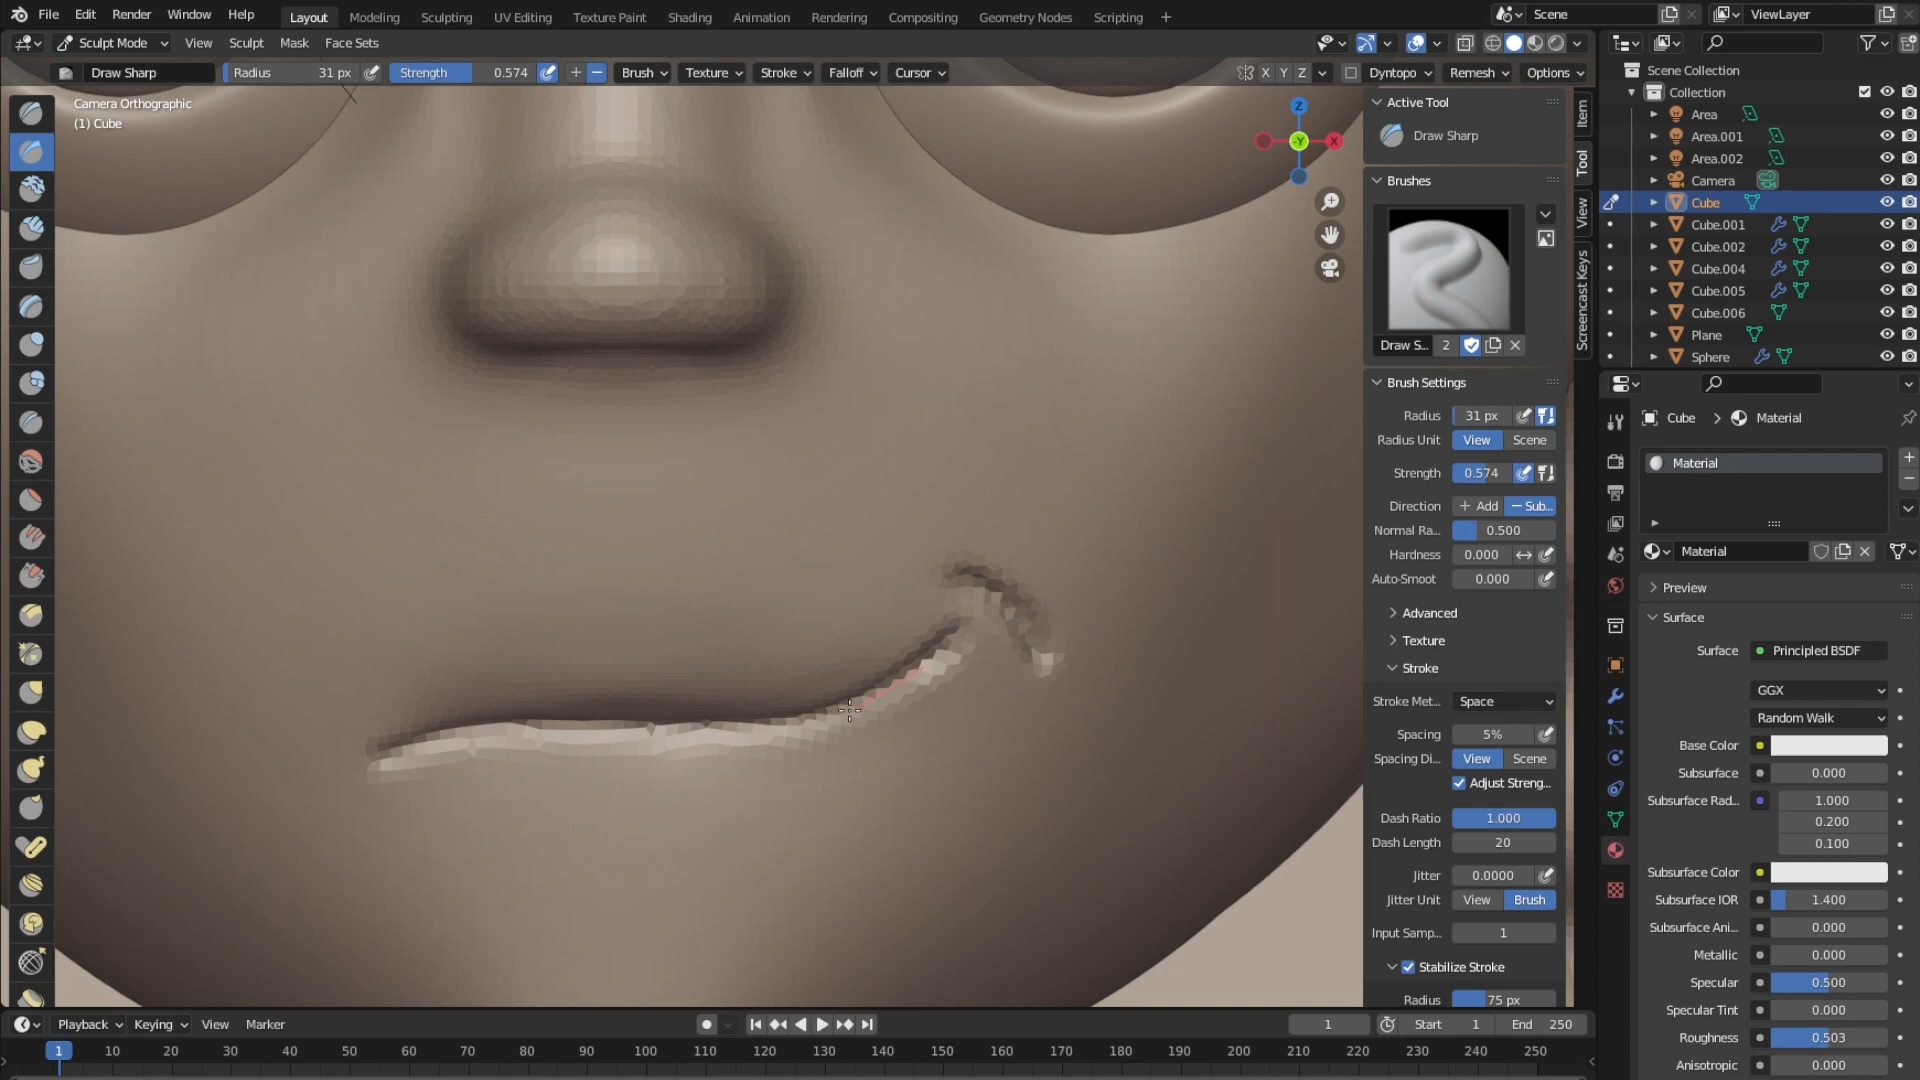 File Edit Render Window Help Layout Modeling Sculpting UV Editing Texture Paint Shading Animation Rendering Compositing Geometry Nodes Scripting + Scene ViewLayer
Sculpt Mode View Sculpt Mask Face Sets
Draw Sharp Radius 31 px Strength 0.574 Brush Texture Stroke Falloff Cursor X Y Z Dyntopo Remesh Options
Camera Orthographic
(1) Cube
Z
-Y
X
Item
Tool
View
Screencast Keys
Active Tool
Draw Sharp
Brushes
Draw S... 2
Brush Settings
Radius 31 px
Radius Unit View Scene
Strength 0.574
Direction + Add − Sub...
Normal Ra... 0.500
Hardness 0.000
Auto-Smoot 0.000
Advanced
Texture
Stroke
Stroke Met... Space
Spacing 5%
Spacing Di... View Scene
Adjust Streng...
Dash Ratio 1.000
Dash Length 20
Jitter 0.0000
Jitter Unit View Brush
Input Samp... 1
Stabilize Stroke
Radius 75 px
Scene Collection
Collection
Area
Area.001
Area.002
Camera
Cube
Cube.001
Cube.002
Cube.004
Cube.005
Cube.006
Plane
Sphere
Cube > Material
Material
Material
Preview
Surface
Surface Principled BSDF
GGX
Random Walk
Base Color
Subsurface 0.000
Subsurface Rad... 1.000
0.200
0.100
Subsurface Color
Subsurface IOR 1.400
Subsurface Ani... 0.000
Metallic 0.000
Specular 0.500
Specular Tint 0.000
Roughness 0.503
Anisotropic 0.000
Playback Keying View Marker 1 Start 1 End 250
1 10 20 30 40 50 60 70 80 90 100 110 120 130 140 150 160 170 180 190 200 210 220 230 240 250